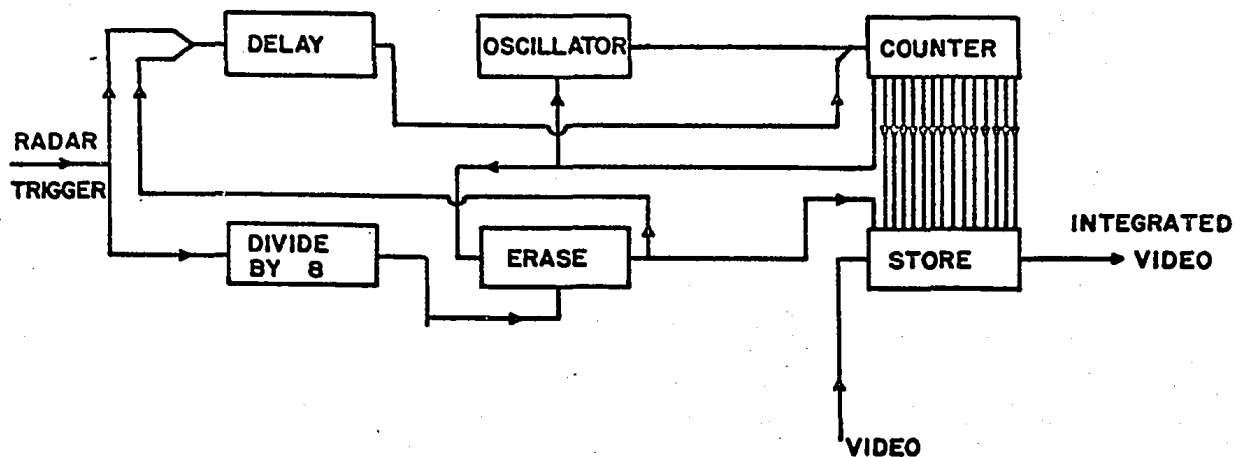 DELAY
OSCILLATOR
COUNTER
RADAR
TRIGGER
DIVIDE
BY 8
ERASE
STORE
INTEGRATED
VIDEO
VIDEO